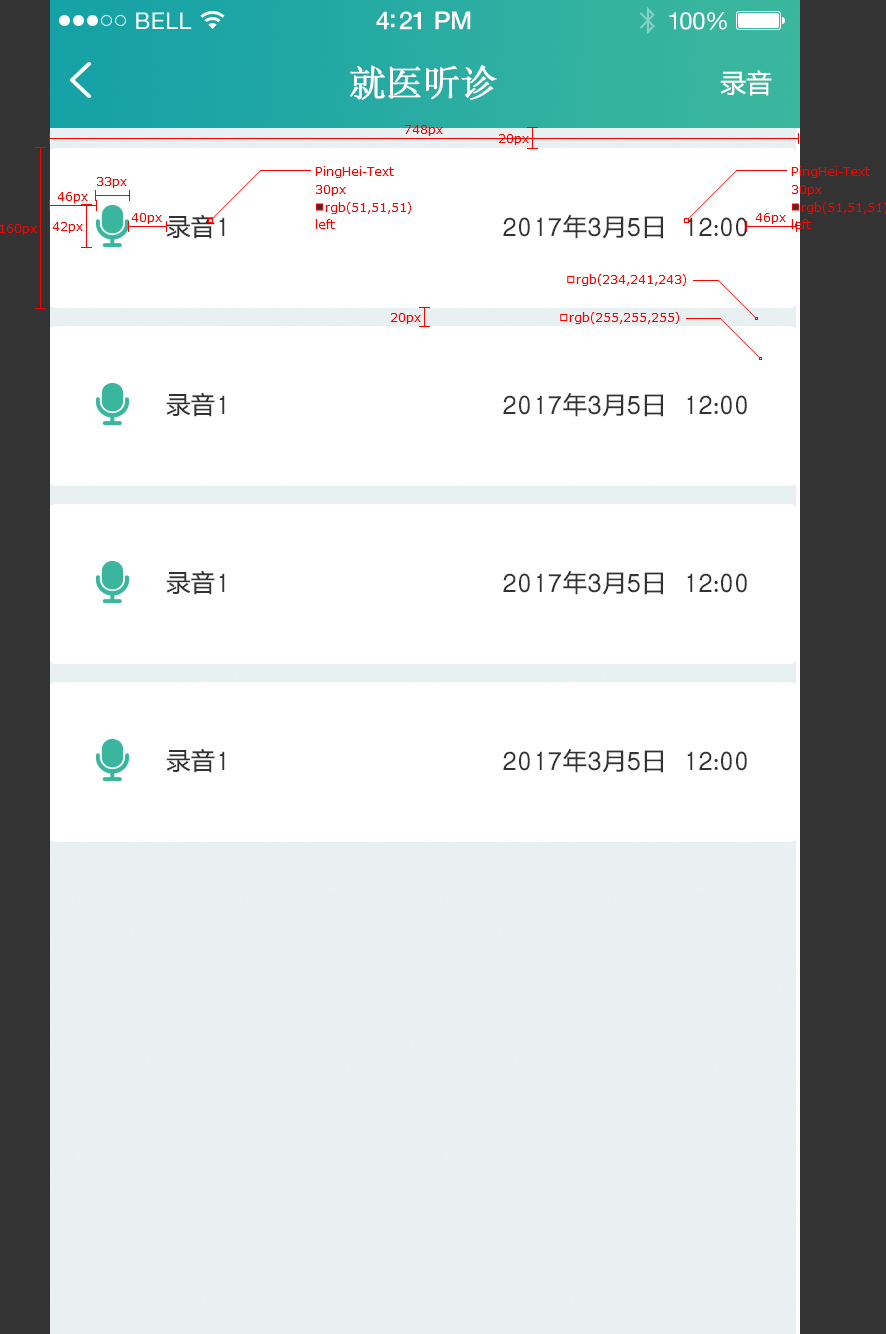 BELL 4:21 PM 100%
就医听诊 录音
748px
20px
33px
PingHei-Text
30px
rgb(51,51,51)
left
PingHei-Text
30px
rgb(51,51,51)
left
46px
40px
42px
160px
46px
录音1 2017年3月5日 12:00
rgb(234,241,243)
20px
rgb(255,255,255)
录音1 2017年3月5日 12:00
录音1 2017年3月5日 12:00
录音1 2017年3月5日 12:00